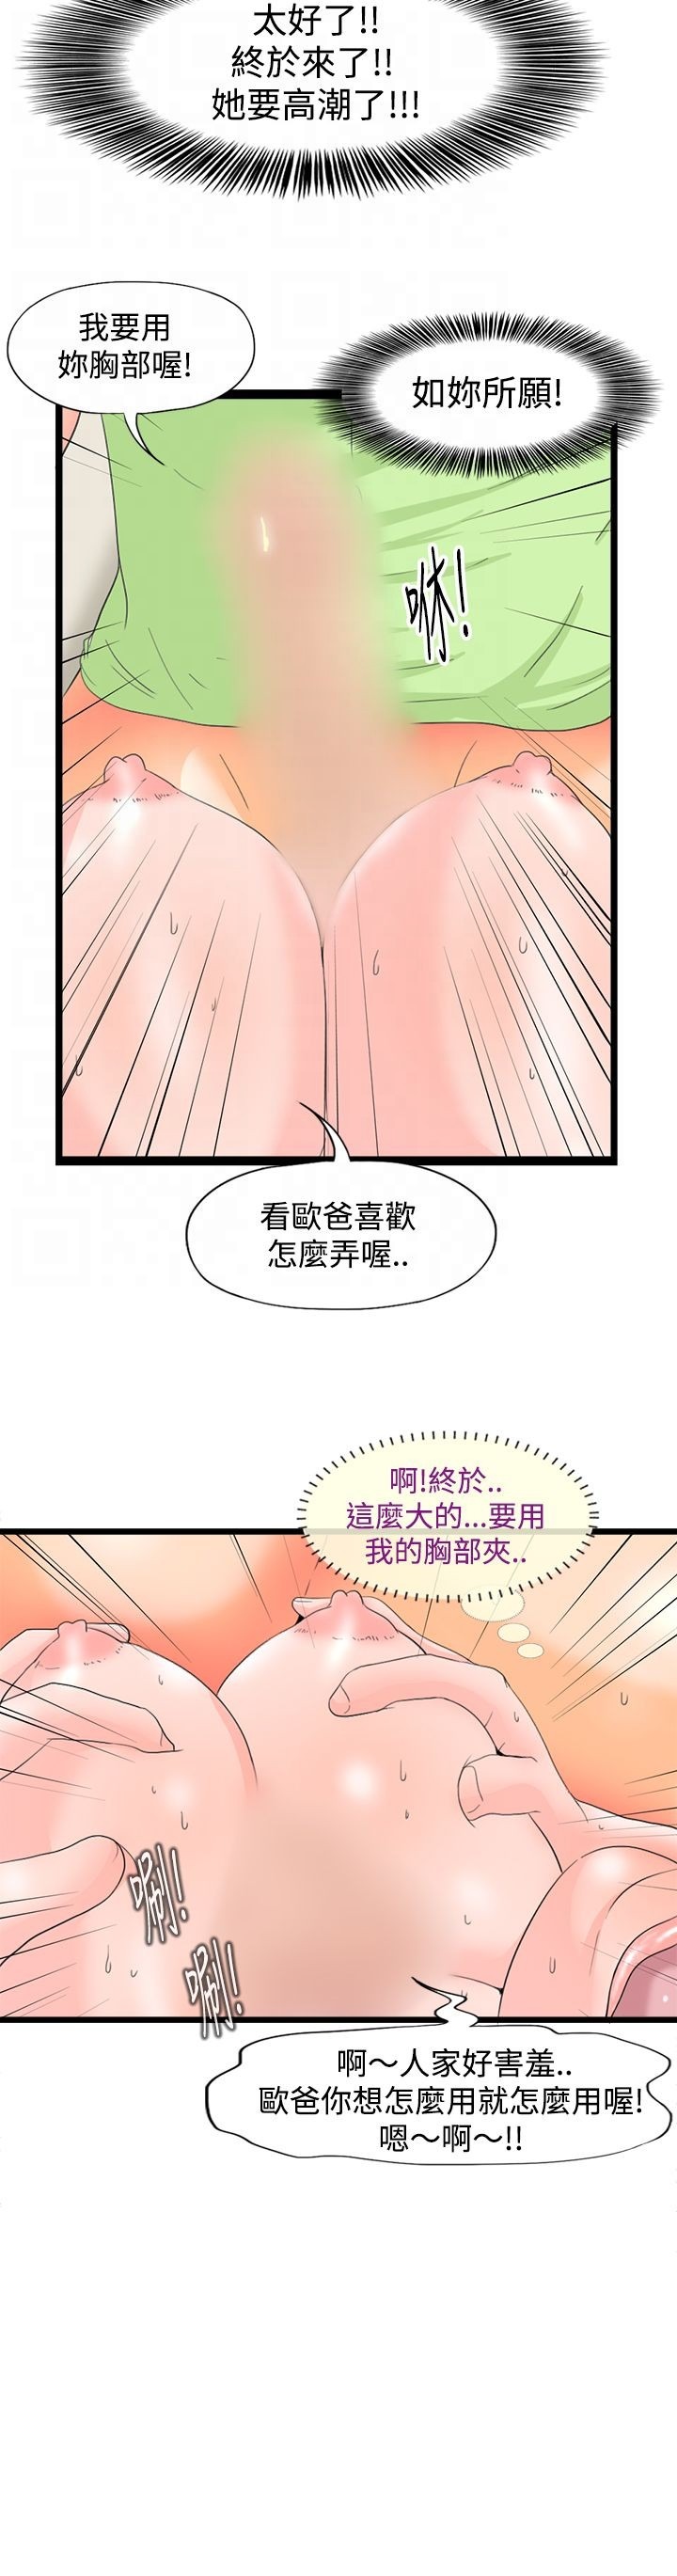 太好了!!
終於來了!!
她要高潮了!!!
我要用
妳胸部喔!
如妳所願!
咻!
看歐爸喜歡
怎麼弄喔..
啊!終於..
這麼大的...要用
我的胸部夾..
唰!
唰!
啊～人家好害羞..
歐爸你想怎麼用就怎麼用喔!
嗯～啊～!!